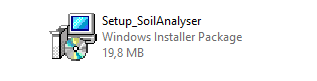 Setup_SoilAnalyser
Windows Installer Package
19,8 MB